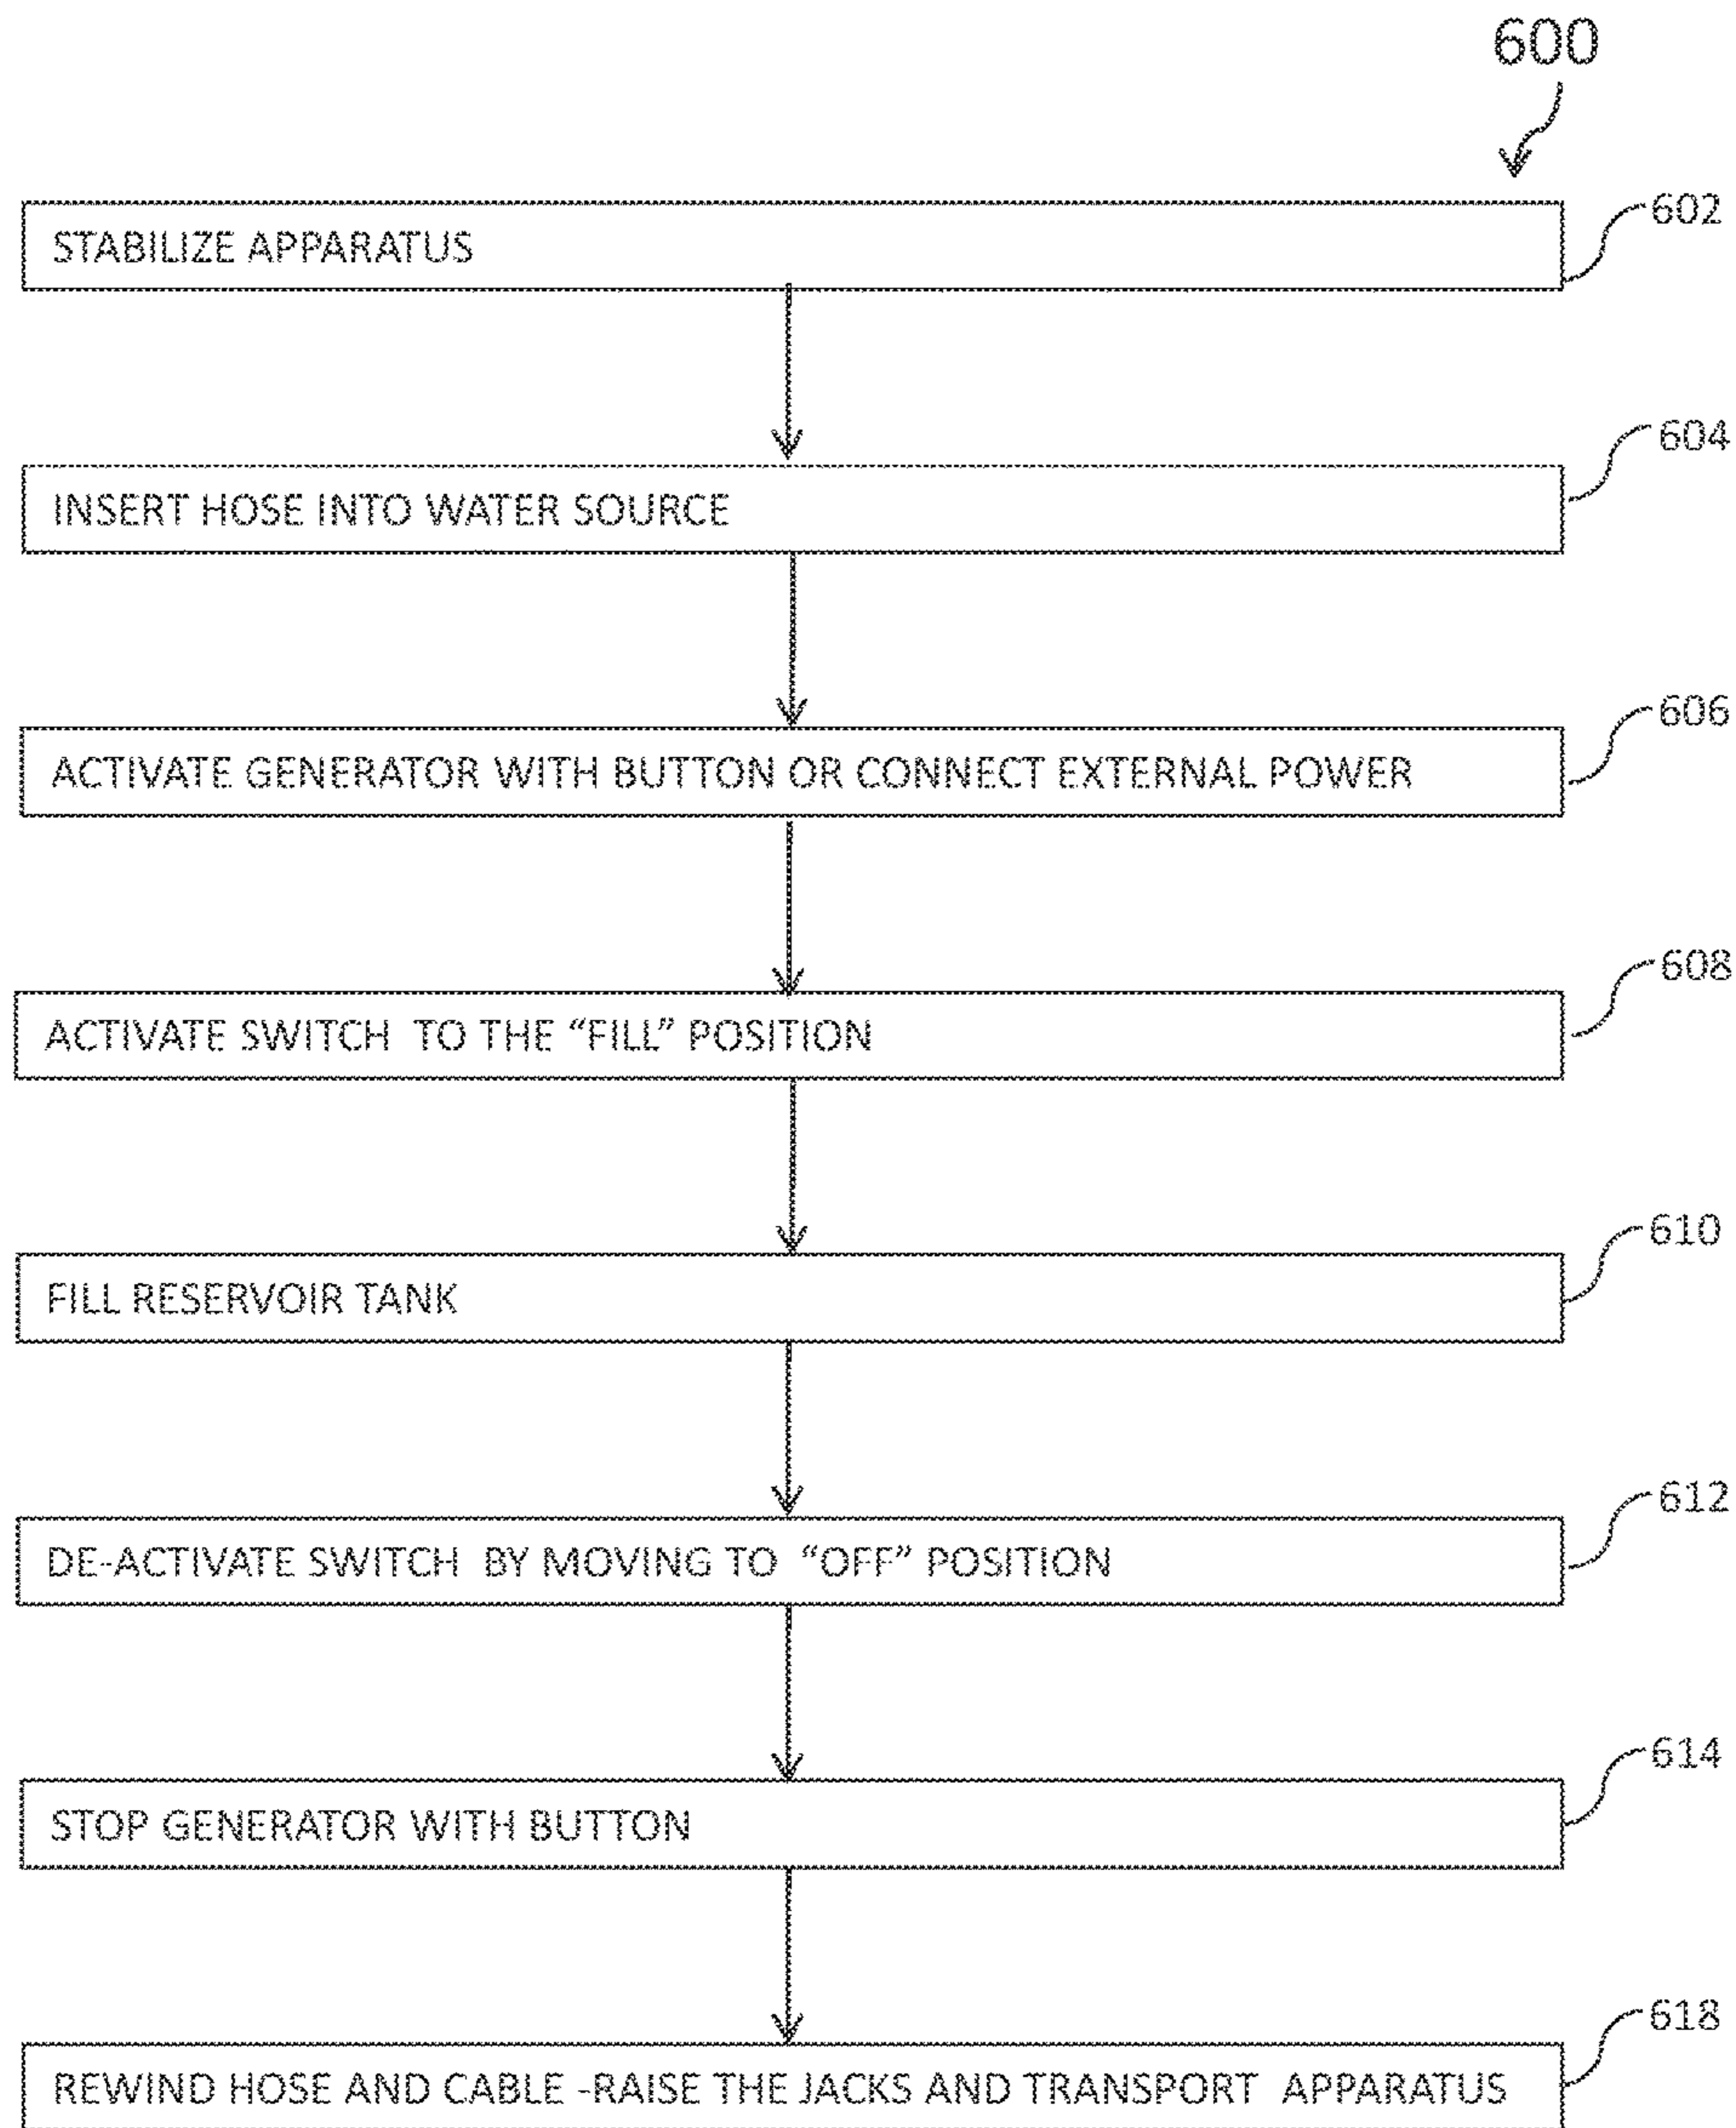 600
STABILIZE APPARATUS
602
INSERT HOSE INTO WATER SOURCE
604
ACTIVATE GENERATOR WITH BUTTON OR CONNECT EXTERNAL POWER
606
ACTIVATE SWITCH TO THE “FILL” POSITION
608
FILL RESERVOIR TANK
610
DE-ACTIVATE SWITCH BY MOVING TO “OFF” POSITION
612
STOP GENERATOR WITH BUTTON
614
REWIND HOSE AND CABLE -RAISE THE JACKS AND TRANSPORT APPARATUS
618